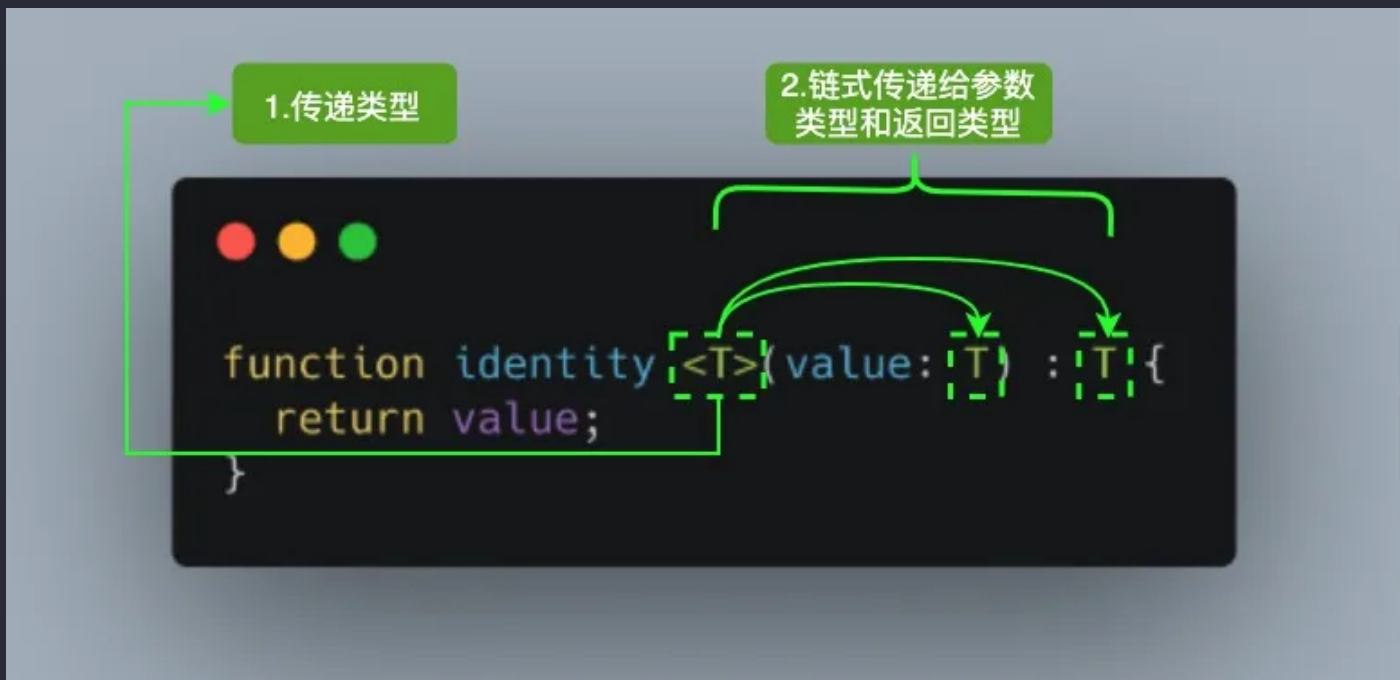 1.传递类型
2.链式传递给参数
类型和返回类型
function identity <T>(value: T) : T {
return value;
}